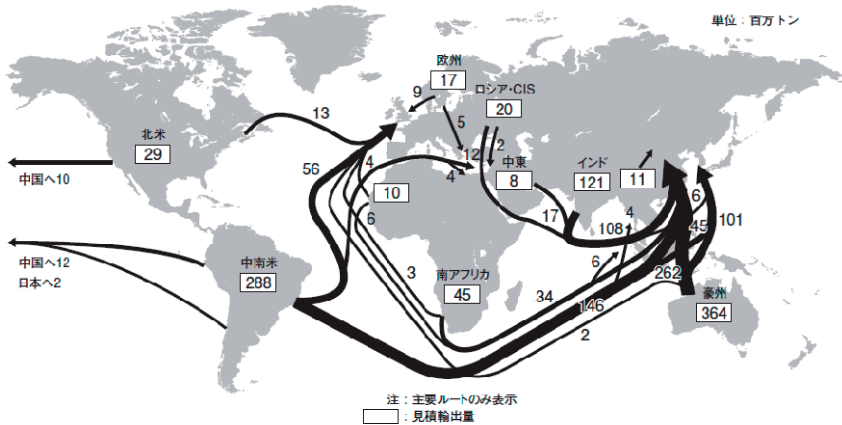 単位：百万トン
欧州
17
ロシア・CIS
20
9
5
13
北米
29
12
2
中東
8
インド
121
11
中国へ10
56
4
4
10
6
17
108
4
6
45
101
中国へ12
日本へ2
中南米
288
3
南アフリカ
45
34
6
146
262
2
豪州
364
注：主要ルートのみ表示
：見積輸出量